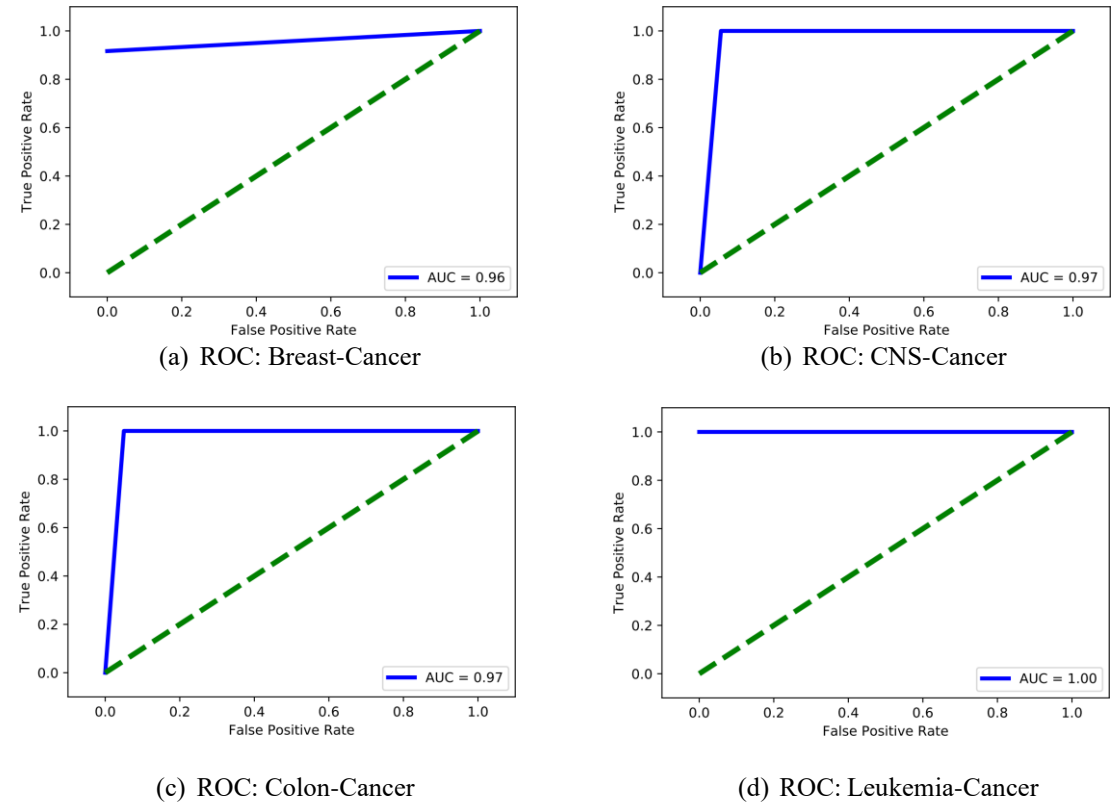 1.0
0.8
0.6
0.4
0.2
0.0
True Positive Rate
AUC = 0.96
0.0 0.2 0.4 0.6 0.8 1.0
False Positive Rate
(a) ROC: Breast-Cancer
1.0
0.8
0.6
0.4
0.2
0.0
True Positive Rate
AUC = 0.97
0.0 0.2 0.4 0.6 0.8 1.0
False Positive Rate
(b) ROC: CNS-Cancer
1.0
0.8
0.6
0.4
0.2
0.0
True Positive Rate
AUC = 0.97
0.0 0.2 0.4 0.6 0.8 1.0
False Positive Rate
(c) ROC: Colon-Cancer
1.0
0.8
0.6
0.4
0.2
0.0
True Positive Rate
AUC = 1.00
0.0 0.2 0.4 0.6 0.8 1.0
False Positive Rate
(d) ROC: Leukemia-Cancer